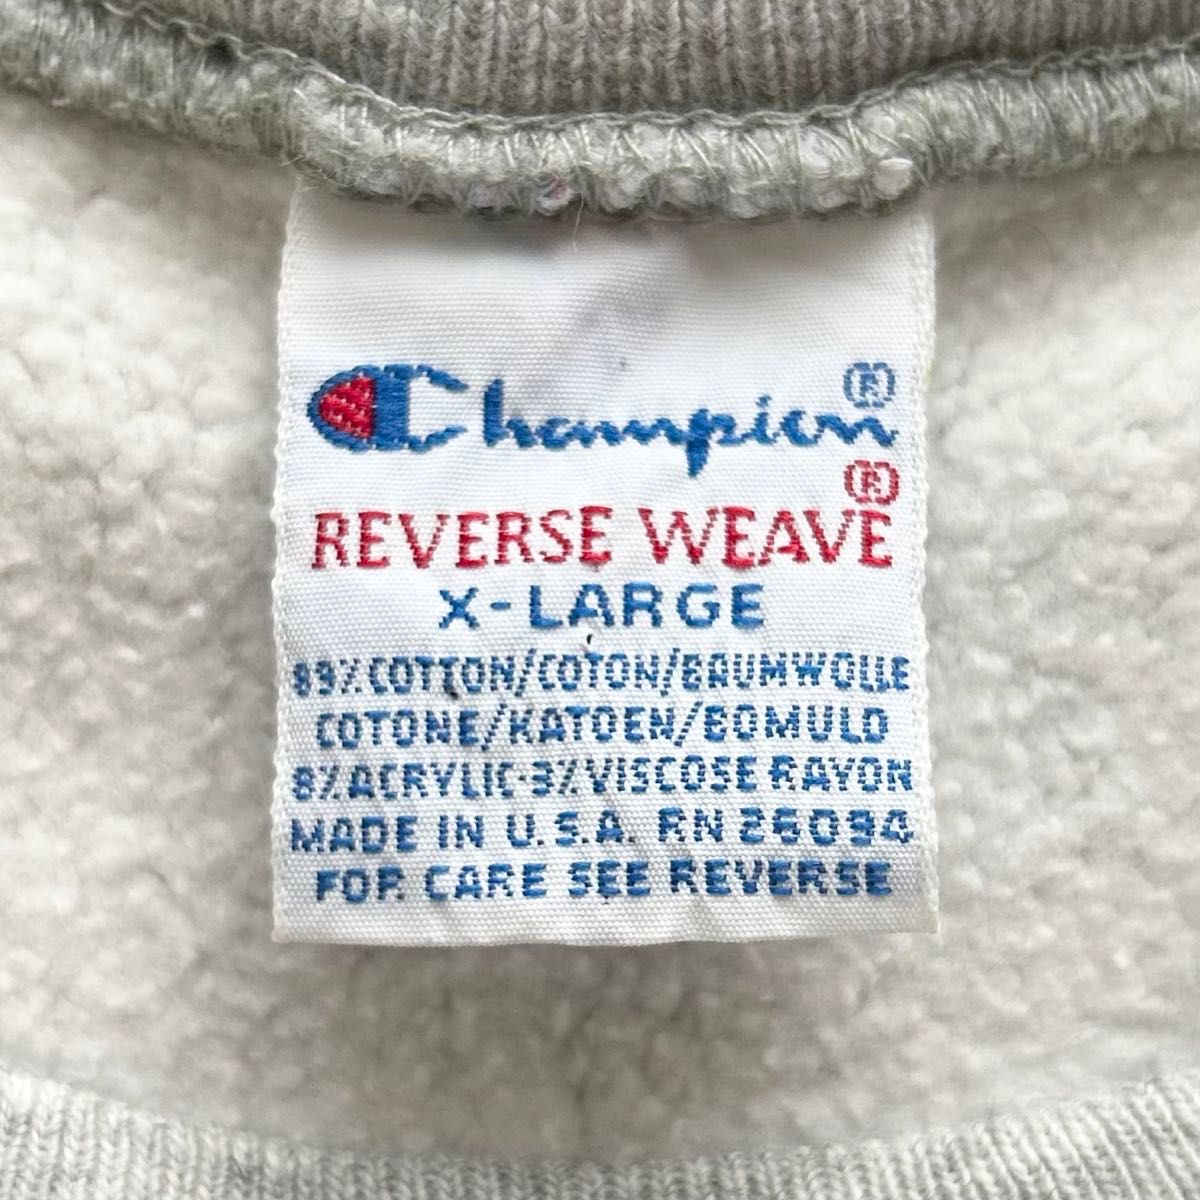 Champion®
REVERSE WEAVE®
X-LARGE
89% COTTON/COTON/BAUMWOLLE
COTONE/KATOEN/BOMULD
8% ACRYLIC·3% VISCOSE RAYON
MADE IN U.S.A. RN 26094
FOR CARE SEE REVERSE